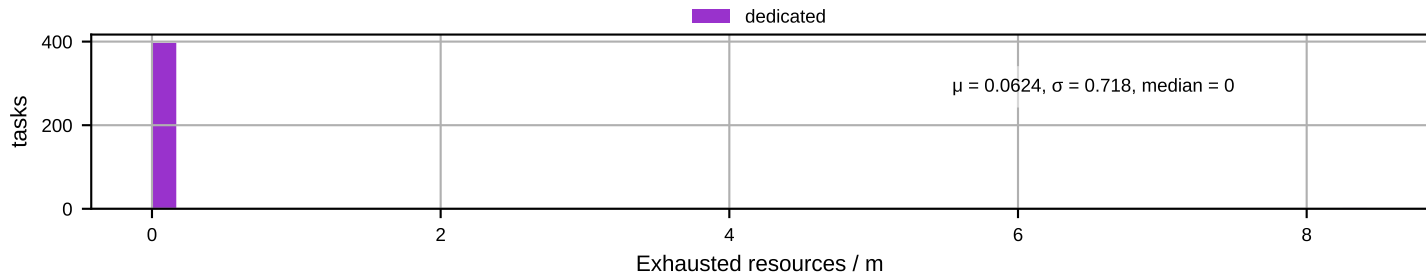 dedicated
400
200
0
tasks
μ = 0.0624, σ = 0.718, median = 0
0 2 4 6 8
Exhausted resources / m